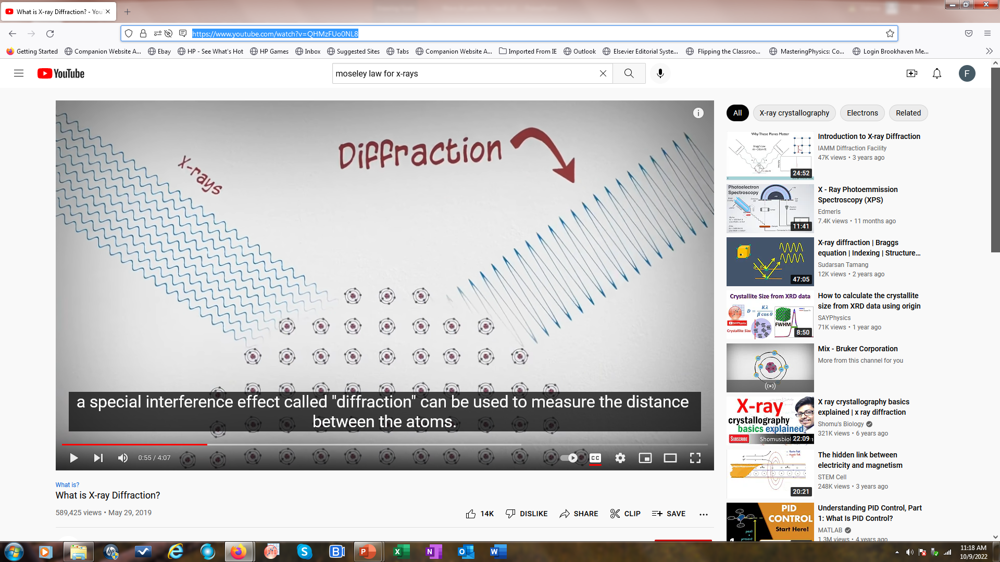 What is X-ray Diffraction? - You
https://www.youtube.com/watch?v=QHMzFUo0NL8
Getting Started
Companion Website A...
Ebay
HP - See What's Hot
HP Games
Inbox
Suggested Sites
Tabs
Companion Website A...
Imported From IE
Outlook
Elsevier Editorial Syste...
Flipping the Classroo...
MasteringPhysics: Co...
Login Brookhaven Me...
YouTube
moseley law for x-rays
F
X-rays
Diffraction
a special interference effect called "diffraction" can be used to measure the distance
between the atoms.
0:55 / 4:07
CC
What is?
What is X-ray Diffraction?
589,425 views • May 29, 2019
14K
DISLIKE
SHARE
CLIP
SAVE
All
X-ray crystallography
Electrons
Related
Why These Planes Matter
Bragg's Law
24:52
Introduction to X-ray Diffraction
IAMM Diffraction Facility
47K views • 3 years ago
Photoelectron
Spectroscopy
11:41
X - Ray Photoemmission
Spectroscopy (XPS)
Edmerls
7.4K views • 11 months ago
47:05
X-ray diffraction | Braggs
equation | Indexing | Structure...
Sudarsan Tamang
12K views • 2 years ago
Crystallite Size from XRD data
D = Kλ / β cos θ
SAYPhysics
Crystallite Size
FWHM
8:50
How to calculate the crystallite
size from XRD data using origin
SAYPhysics
71K views • 1 year ago
Mix - Bruker Corporation
More from this channel for you
X-ray
crystallography
basics explained
SUBSCRIBE
22:09
X ray crystallography basics
explained | x ray diffraction
Shomu's Biology
321K views • 6 years ago
20:21
The hidden link between
electricity and magnetism
STEM Cell
248K views • 3 years ago
PID
CONTROL
Start Here!
past
present
Understanding PID Control, Part
1: What Is PID Control?
MATLAB
1.3M views • 4 years ago
11:18 AM
10/9/2022